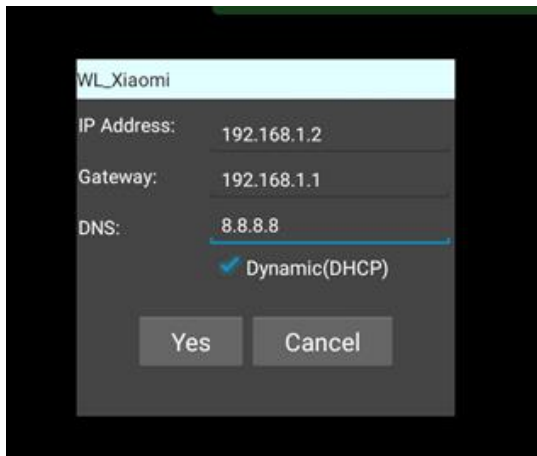 WL_Xiaomi
IP Address: 192.168.1.2
Gateway: 192.168.1.1
DNS: 8.8.8.8
Dynamic(DHCP)
Yes Cancel